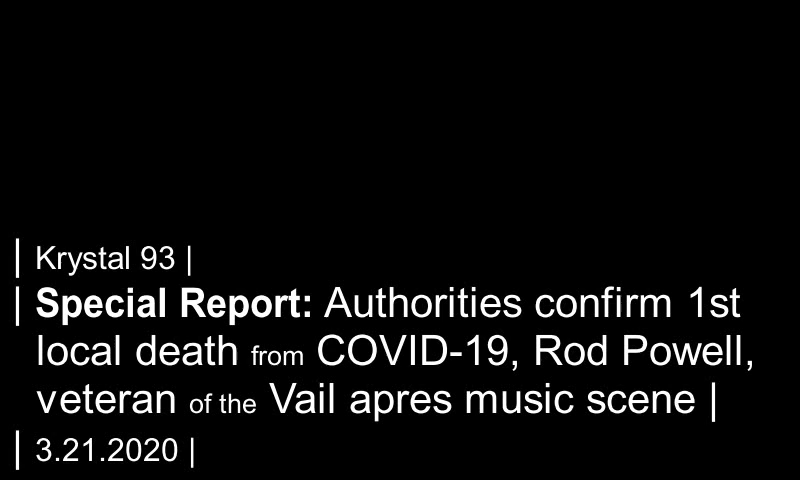 | Krystal 93 |
| Special Report: Authorities confirm 1st
local death from COVID-19, Rod Powell,
veteran of the Vail apres music scene |
| 3.21.2020 |